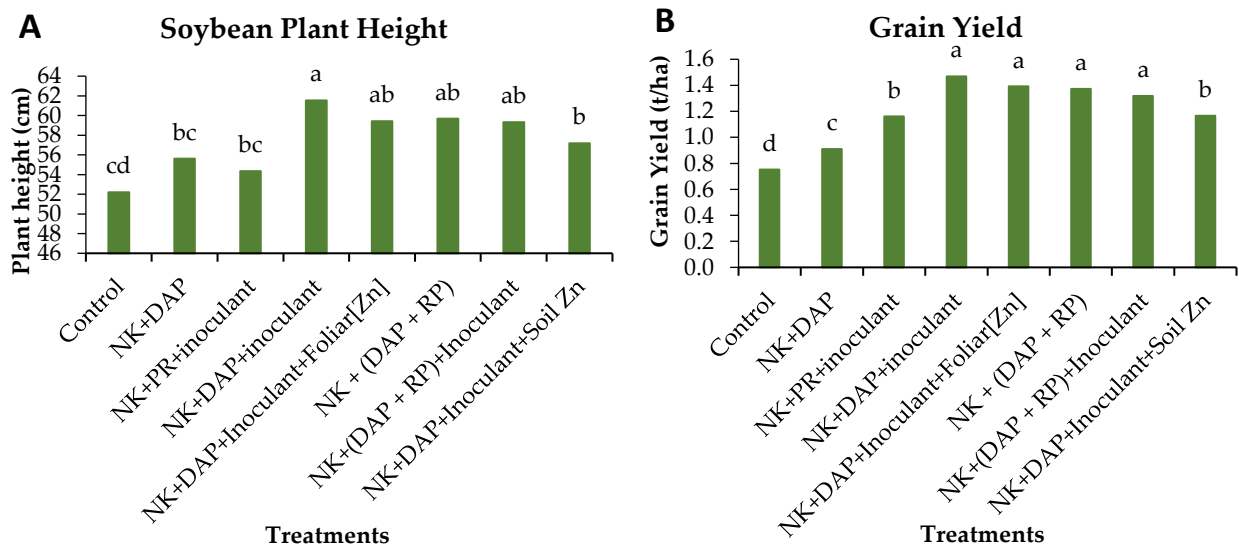 A
Soybean Plant Height
Plant height (cm)
64
62
60
58
56
54
52
50
48
46
cd
bc
bc
a
ab
ab
ab
b
Control
NK+DAP
NK+PR+inoculant
NK+DAP+inoculant
NK+DAP+Inoculant+Foliar[Zn]
NK + (DAP + RP)
NK+(DAP + RP)+Inoculant
NK+DAP+Inoculant+Soil Zn
Treatments
B
Grain Yield
Grain Yield (t/ha)
1.6
1.4
1.2
1.0
0.8
0.6
0.4
0.2
0.0
d
c
b
a
a
a
a
b
Control
NK+DAP
NK+PR+inoculant
NK+DAP+inoculant
NK+DAP+Inoculant+Foliar[Zn]
NK + (DAP + RP)
NK+(DAP + RP)+Inoculant
NK+DAP+Inoculant+Soil Zn
Treatments